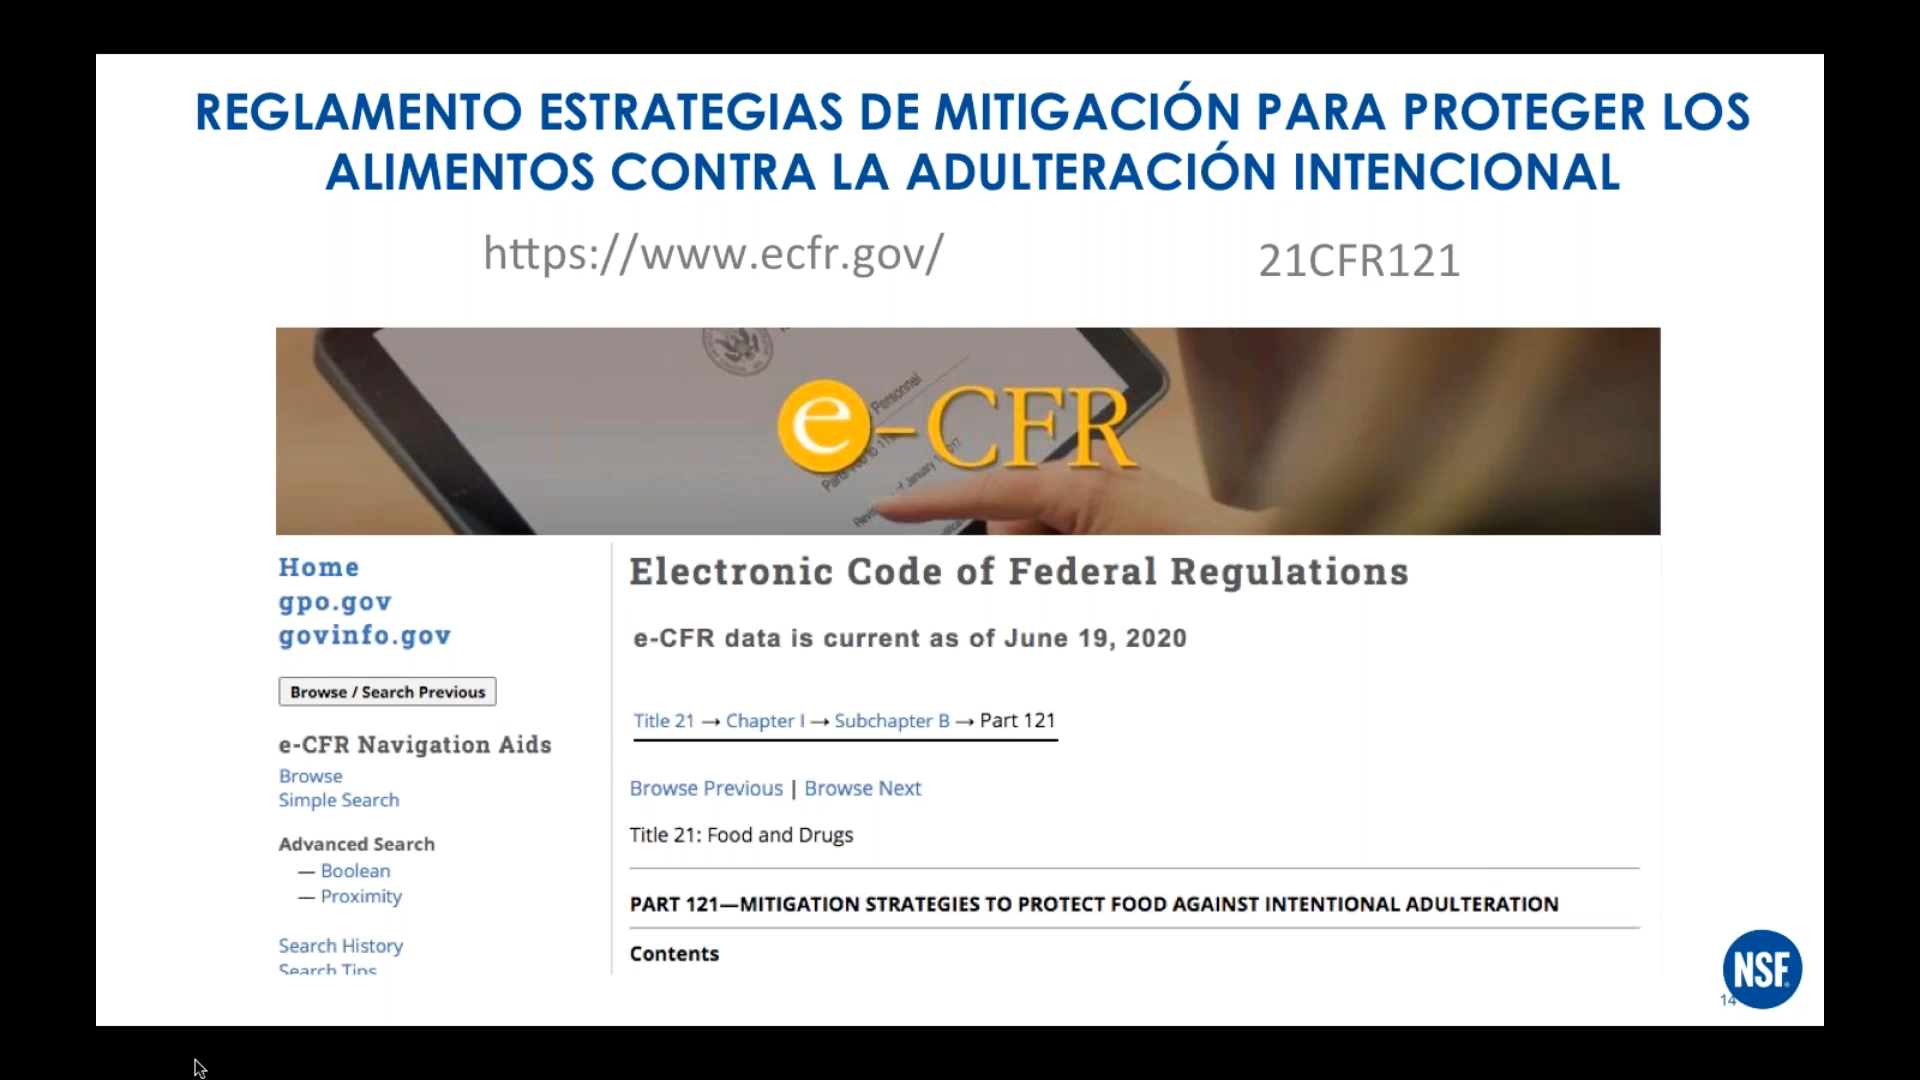 REGLAMENTO ESTRATEGIAS DE MITIGACIÓN PARA PROTEGER LOS
ALIMENTOS CONTRA LA ADULTERACIÓN INTENCIONAL
https://www.ecfr.gov/
21CFR121
Personnel
e-CFR
Home
gpo.gov
govinfo.gov
Browse / Search Previous
e-CFR Navigation Aids
Browse
Simple Search
Advanced Search
— Boolean
— Proximity
Search History
Search Tips
Electronic Code of Federal Regulations
e-CFR data is current as of June 19, 2020
Title 21 → Chapter I → Subchapter B → Part 121
Browse Previous | Browse Next
Title 21: Food and Drugs
PART 121—MITIGATION STRATEGIES TO PROTECT FOOD AGAINST INTENTIONAL ADULTERATION
Contents
NSF
14